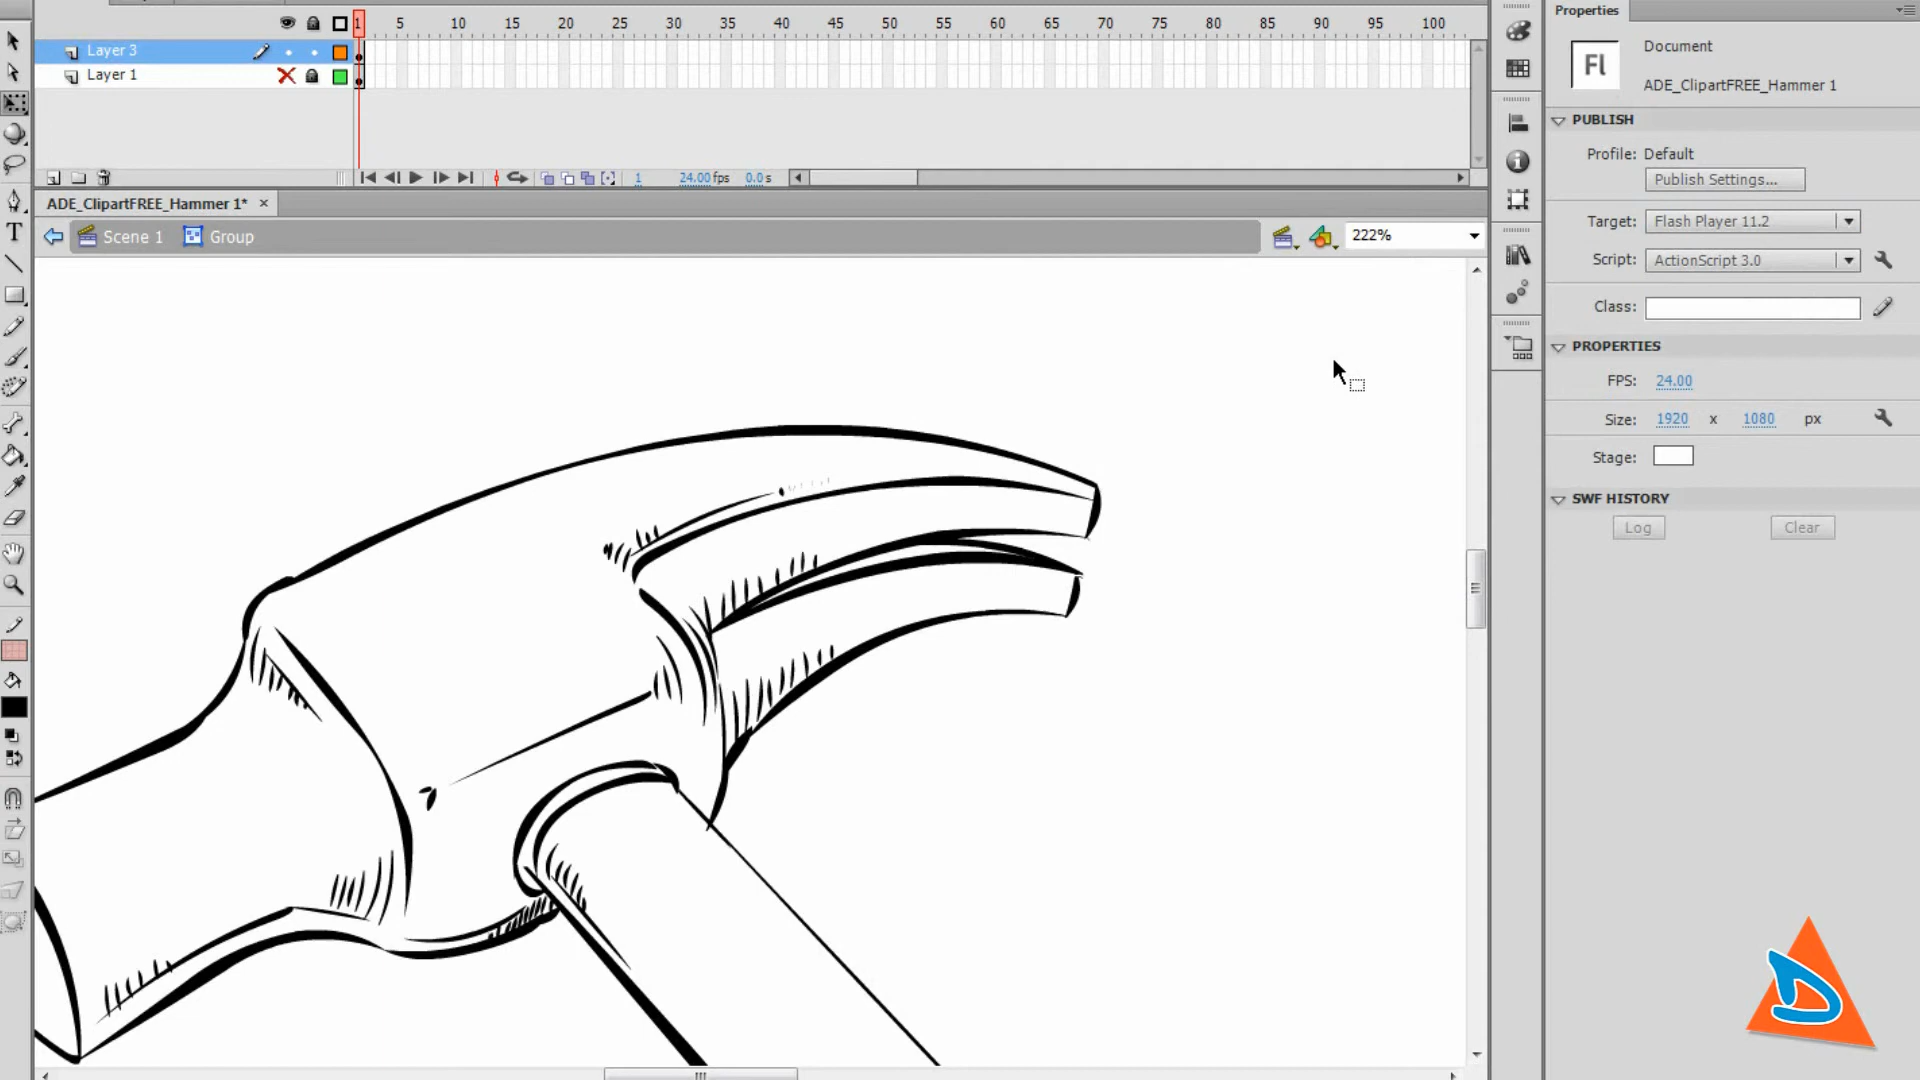 1 5 10 15 20 25 30 35 40 45 50 55 60 65 70 75 80 85 90 95 100
Layer 3
Layer 1
1 24.00 fps 0.0 s
ADE_ClipartFREE_Hammer 1* ×
Scene 1 Group 222%
T
Properties
Fl
Document
ADE_ClipartFREE_Hammer 1
PUBLISH
Profile: Default
Publish Settings...
Target: Flash Player 11.2
Script: ActionScript 3.0
Class:
PROPERTIES
FPS: 24.00
Size: 1920 x 1080 px
Stage:
SWF HISTORY
Log Clear
D